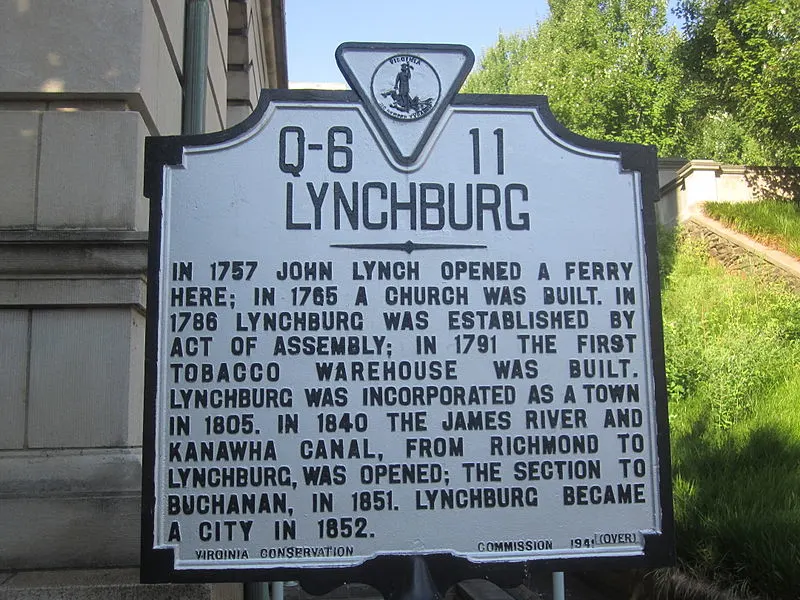 VIRGINIA
Q-6 11
LYNCHBURG
IN 1757 JOHN LYNCH OPENED A FERRY
HERE; IN 1765 A CHURCH WAS BUILT. IN
1786 LYNCHBURG WAS ESTABLISHED BY
ACT OF ASSEMBLY; IN 1791 THE FIRST
TOBACCO WAREHOUSE WAS BUILT.
LYNCHBURG WAS INCORPORATED AS A TOWN
IN 1805. IN 1840 THE JAMES RIVER AND
KANAWHA CANAL, FROM RICHMOND TO
LYNCHBURG, WAS OPENED; THE SECTION TO
BUCHANAN, IN 1851. LYNCHBURG BECAME
A CITY IN 1852.
VIRGINIA CONSERVATION COMMISSION (OVER)